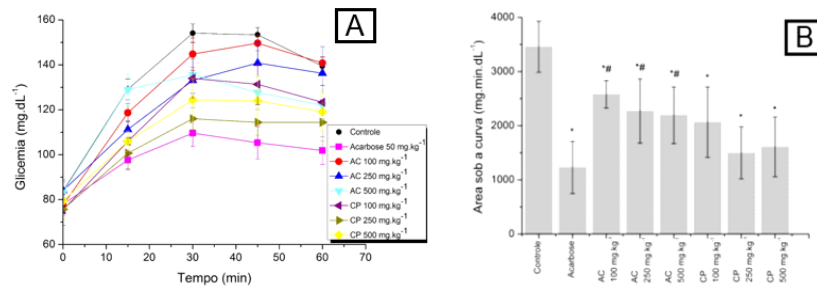 A
Glicemia (mg.dL⁻¹)
160
140
120
100
80
60
0
10
20
30
40
50
60
70
Tempo (min)
Controle
Acarbose 50 mg.kg⁻¹
AC 100 mg.kg⁻¹
AC 250 mg.kg⁻¹
AC 500 mg.kg⁻¹
CP 100 mg.kg⁻¹
CP 250 mg.kg⁻¹
CP 500 mg.kg⁻¹
B
Area sob a curva (mg.min.dL⁻¹)
4000
3000
2000
1000
0
*
*#
*#
*#
*
*
*
Controle
Acarbose
AC
100 mg.kg
AC
250 mg.kg
AC
500 mg.kg
CP
100 mg.kg
CP
250 mg.kg
CP
500 mg.kg